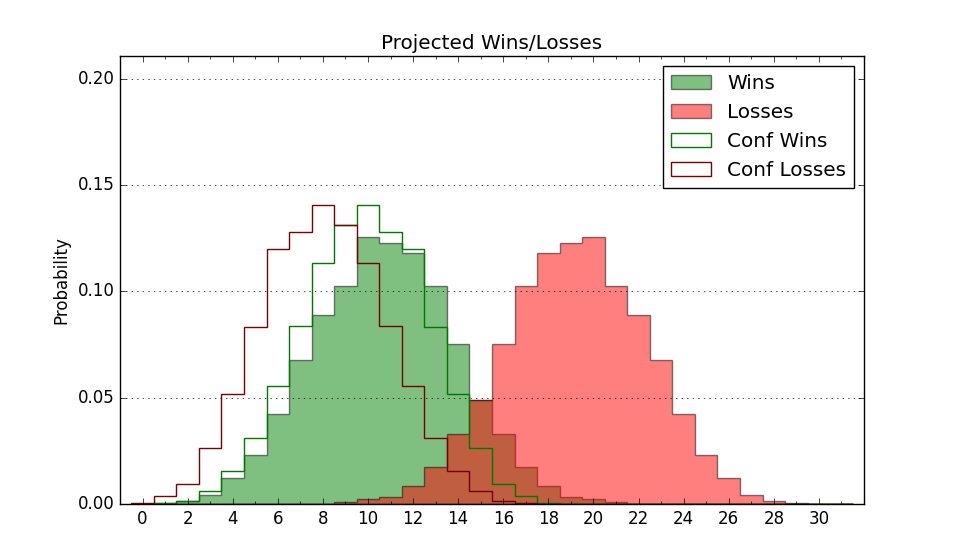 Projected Wins/Losses
Wins
Losses
Conf Wins
Conf Losses
Probability
0.20
0.15
0.10
0.05
0.00
0 2 4 6 8 10 12 14 16 18 20 22 24 26 28 30